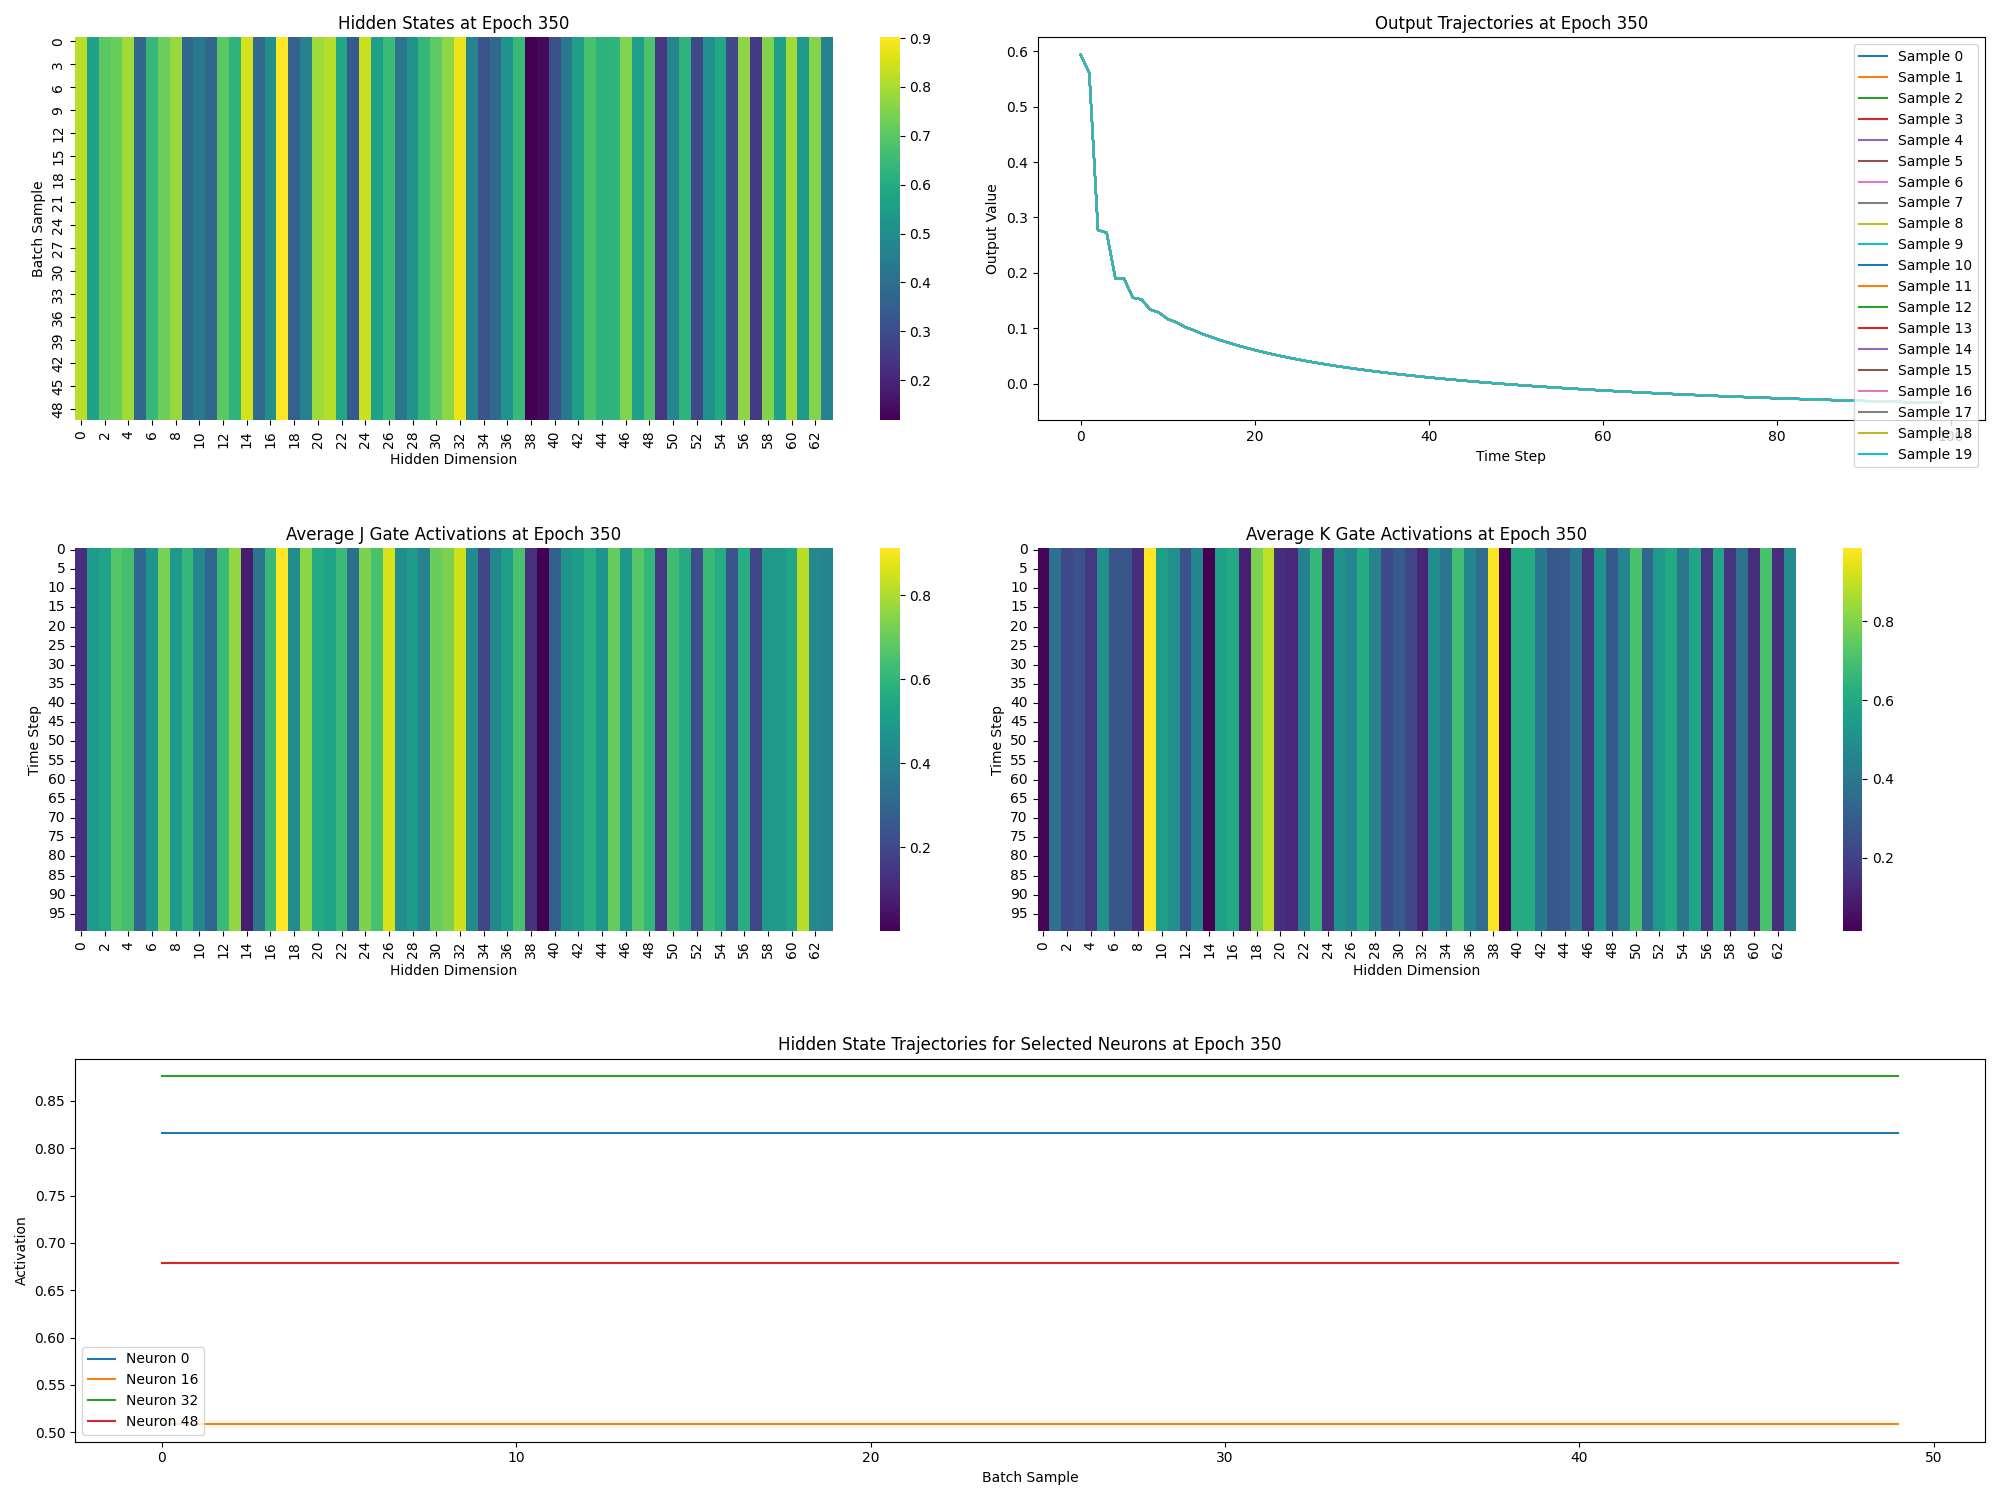 Hidden States at Epoch 350
Batch Sample
0 3 6 9 12 15 18 21 24 27 30 33 36 39 42 45 48
0 2 4 6 8 10 12 14 16 18 20 22 24 26 28 30 32 34 36 38 40 42 44 46 48 50 52 54 56 58 60 62
Hidden Dimension
0.9
0.8
0.7
0.6
0.5
0.4
0.3
0.2
Output Trajectories at Epoch 350
Output Value
0.6
0.5
0.4
0.3
0.2
0.1
0.0
0 20 40 60 80 100
Time Step
Sample 0
Sample 1
Sample 2
Sample 3
Sample 4
Sample 5
Sample 6
Sample 7
Sample 8
Sample 9
Sample 10
Sample 11
Sample 12
Sample 13
Sample 14
Sample 15
Sample 16
Sample 17
Sample 18
Sample 19
Average J Gate Activations at Epoch 350
Time Step
0
5
10
15
20
25
30
35
40
45
50
55
60
65
70
75
80
85
90
95
0 2 4 6 8 10 12 14 16 18 20 22 24 26 28 30 32 34 36 38 40 42 44 46 48 50 52 54 56 58 60 62
Hidden Dimension
0.8
0.6
0.4
0.2
Average K Gate Activations at Epoch 350
Time Step
0
5
10
15
20
25
30
35
40
45
50
55
60
65
70
75
80
85
90
95
0 2 4 6 8 10 12 14 16 18 20 22 24 26 28 30 32 34 36 38 40 42 44 46 48 50 52 54 56 58 60 62
Hidden Dimension
0.8
0.6
0.4
0.2
Hidden State Trajectories for Selected Neurons at Epoch 350
Activation
0.85
0.80
0.75
0.70
0.65
0.60
0.55
0.50
Neuron 0
Neuron 16
Neuron 32
Neuron 48
0 10 20 30 40 50
Batch Sample